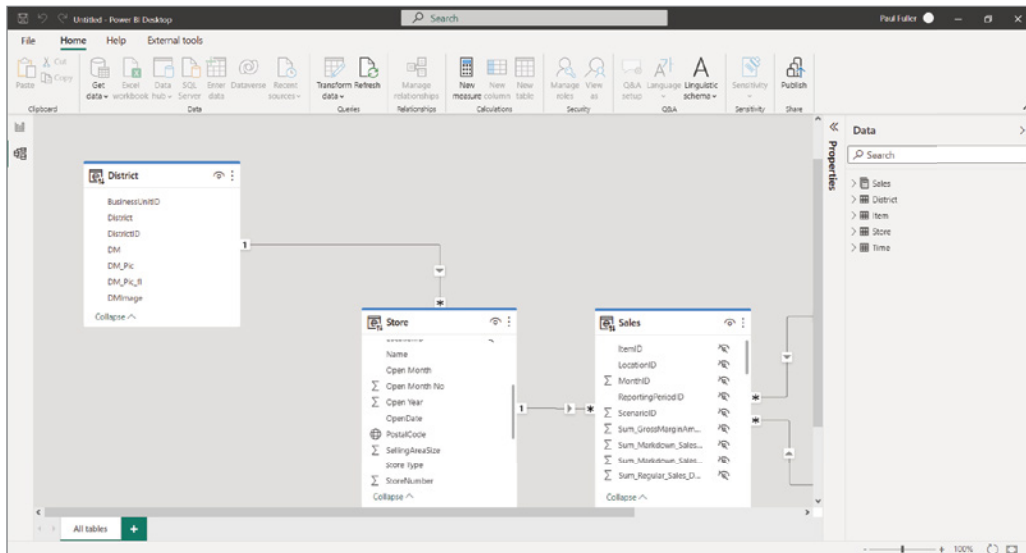 Untitled - Power BI Desktop
Search
Paul Fuller
File Home Help External tools
Paste
Cut
Copy
Get data
Excel workbook
Data hub
SQL Server
Enter data
Dataverse
Recent sources
Transform data
Refresh
Manage relationships
New measure
New column
New table
Manage roles
View as
Q&A setup
Language
Linguistic schema
Sensitivity
Publish
Clipboard Data Queries Relationships Calculations Security Q&A Sensitivity Share
District
BusinessUnitID
District
DistrictID
DM
DM_Pic
DM_Pic_fl
DMImage
Collapse
1
*
Store
Name
Open Month
Open Month No
Open Year
OpenDate
PostalCode
SellingAreaSize
Store Type
StoreNumber
Collapse
1 *
Sales
ItemID
LocationID
MonthID
ReportingPeriodID
ScenarioID
Sum_GrossMarginAm...
Sum_Markdown_Sales...
Sum_Markdown_Sales...
Sum_Regular_Sales_D...
Collapse
*
*
Properties
Data
Search
Sales
District
Item
Store
Time
All tables +
- + 100%